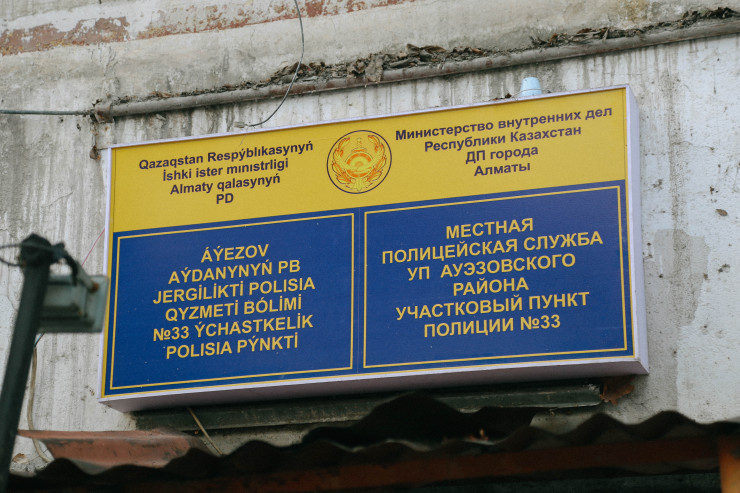 Qazaqstan Respýblıkasynyń
İshki ister mınıstrligi
Almaty qalasynyń
PD
Министерство внутренних дел
Республики Казахстан
ДП города
Алматы
ÁÝEZOV
AÝDANYNYŃ PB
JERGİLİKTİ POLISIA
QYZMETİ BÓLİMİ
№33 ÝCHASTKELİK
POLISIA PÝNKTİ
МЕСТНАЯ
ПОЛИЦЕЙСКАЯ СЛУЖБА
УП АУЭЗОВСКОГО
РАЙОНА
УЧАСТКОВЫЙ ПУНКТ
ПОЛИЦИИ №33